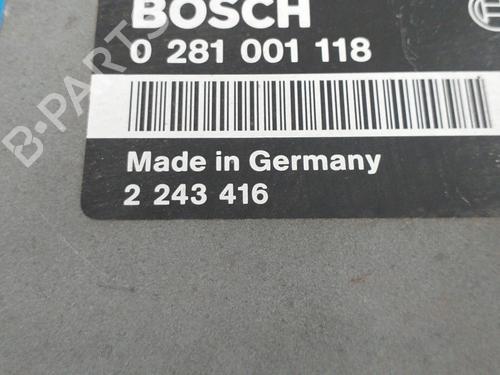 BOSCH
0 281 001 118
Made in Germany
2 243 416
B-PARTS